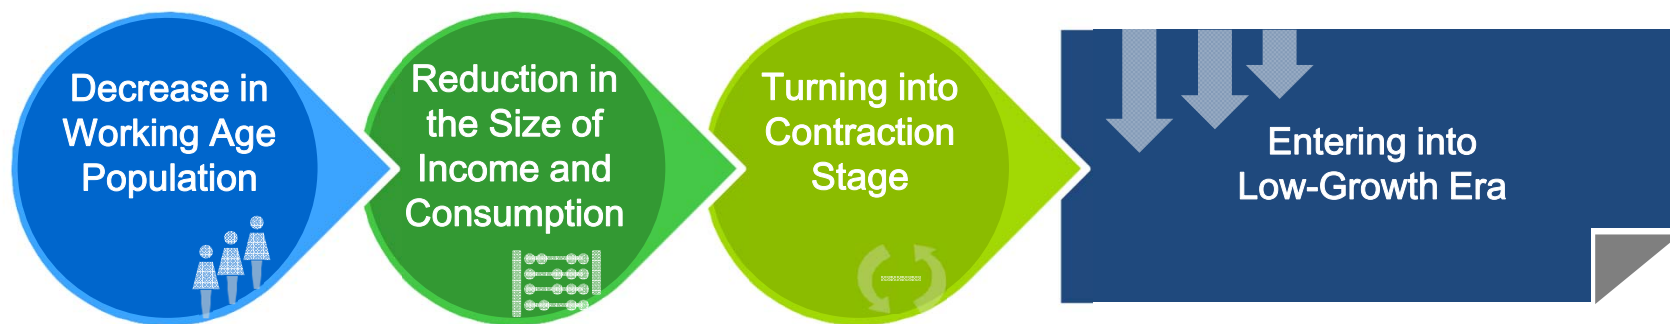 Decrease in
Working Age
Population
Reduction in
the Size of
Income and
Consumption
Turning into
Contraction
Stage
Entering into
Low-Growth Era